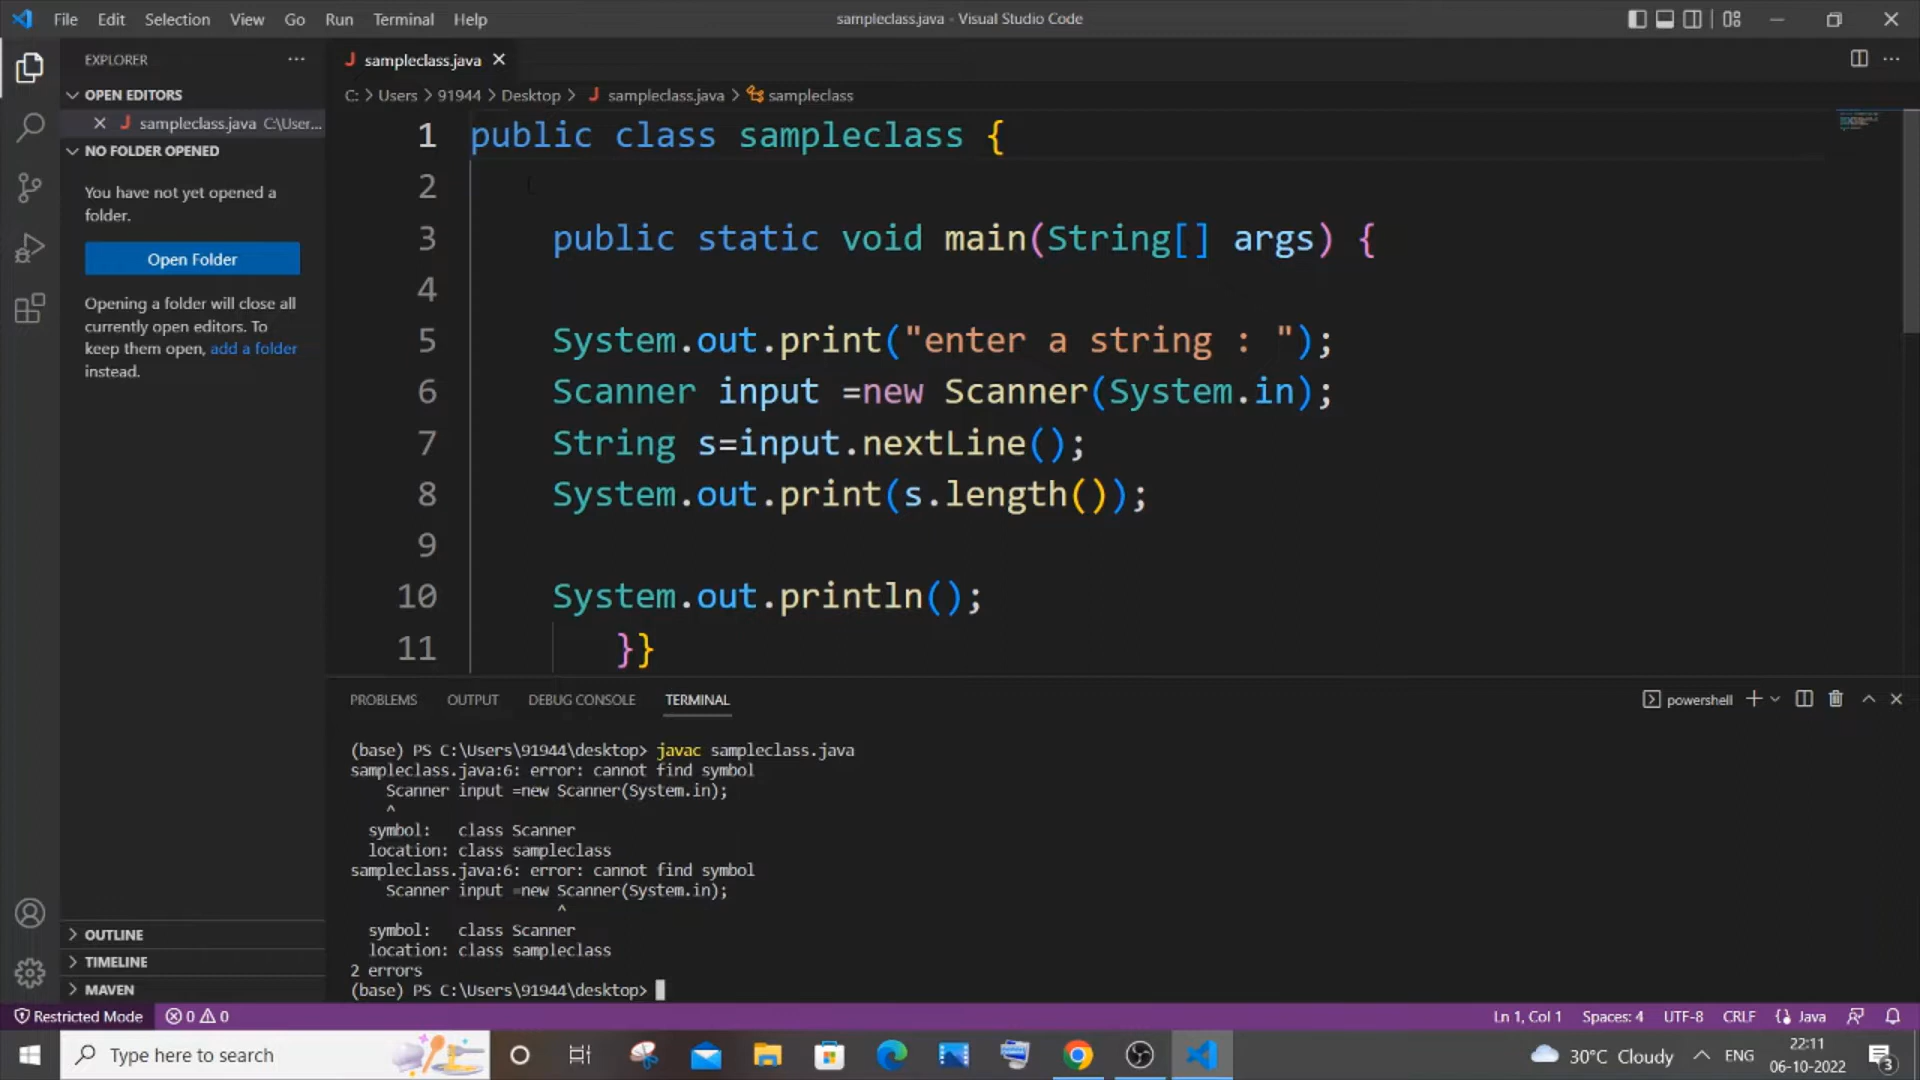 File Edit Selection View Go Run Terminal Help
sampleclass.java - Visual Studio Code
EXPLORER
OPEN EDITORS
sampleclass.java C:\User...
NO FOLDER OPENED
You have not yet opened a
folder.
Open Folder
Opening a folder will close all
currently open editors. To
keep them open, add a folder
instead.
OUTLINE
TIMELINE
MAVEN
J sampleclass.java
C: > Users > 91944 > Desktop > J sampleclass.java > sampleclass
1 public class sampleclass {
2
3 public static void main(String[] args) {
4
5 System.out.print("enter a string : ");
6 Scanner input =new Scanner(System.in);
7 String s=input.nextLine();
8 System.out.print(s.length());
9
10 System.out.println();
11 }}
PROBLEMS OUTPUT DEBUG CONSOLE TERMINAL
powershell
(base) PS C:\Users\91944\desktop> javac sampleclass.java
sampleclass.java:6: error: cannot find symbol
Scanner input =new Scanner(System.in);
^
symbol: class Scanner
location: class sampleclass
sampleclass.java:6: error: cannot find symbol
Scanner input =new Scanner(System.in);
^
symbol: class Scanner
location: class sampleclass
2 errors
(base) PS C:\Users\91944\desktop>
Restricted Mode 0 0
Ln 1, Col 1 Spaces: 4 UTF-8 CRLF Java
Type here to search
30°C Cloudy ENG
22:11
06-10-2022
3